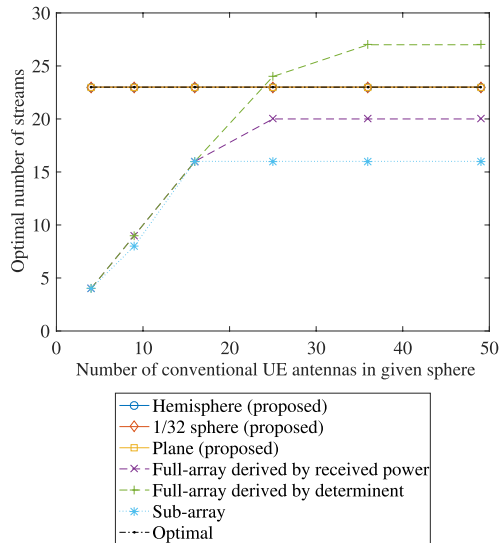 30
25
20
15
10
5
0
0
10
20
30
40
50
Optimal number of streams
Number of conventional UE antennas in given sphere
Hemisphere (proposed)
1/32 sphere (proposed)
Plane (proposed)
Full-array derived by received power
Full-array derived by determinent
Sub-array
Optimal